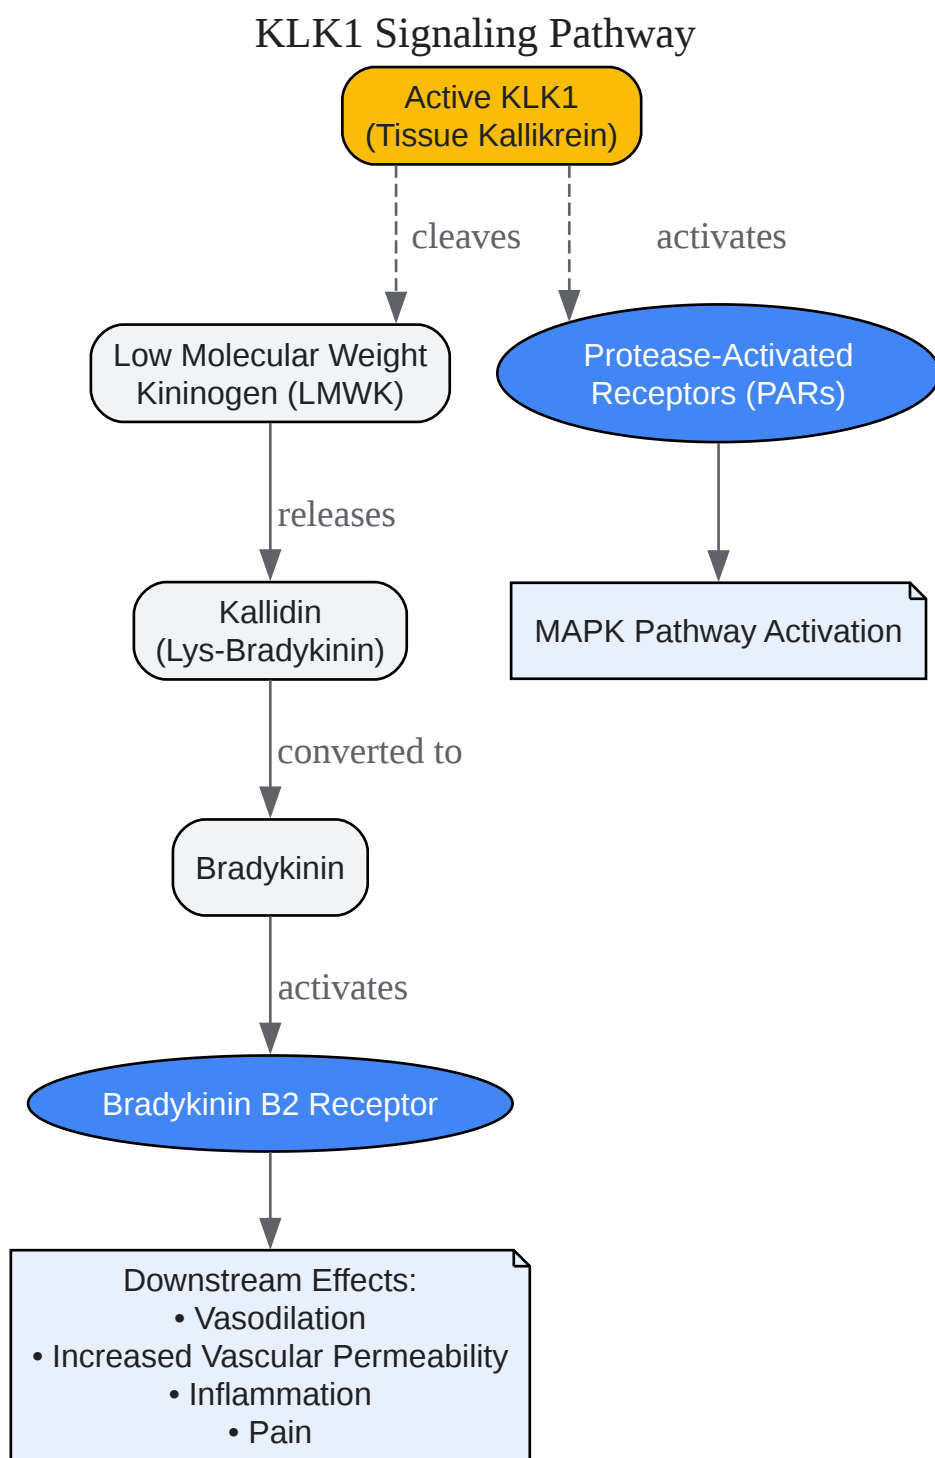 KLK1 Signaling Pathway
Active KLK1
(Tissue Kallikrein)
cleaves
activates
Low Molecular Weight
Kininogen (LMWK)
Protease-Activated
Receptors (PARs)
releases
Kallidin
(Lys-Bradykinin)
MAPK Pathway Activation
converted to
Bradykinin
activates
Bradykinin B2 Receptor
Downstream Effects:
• Vasodilation
• Increased Vascular Permeability
• Inflammation
• Pain